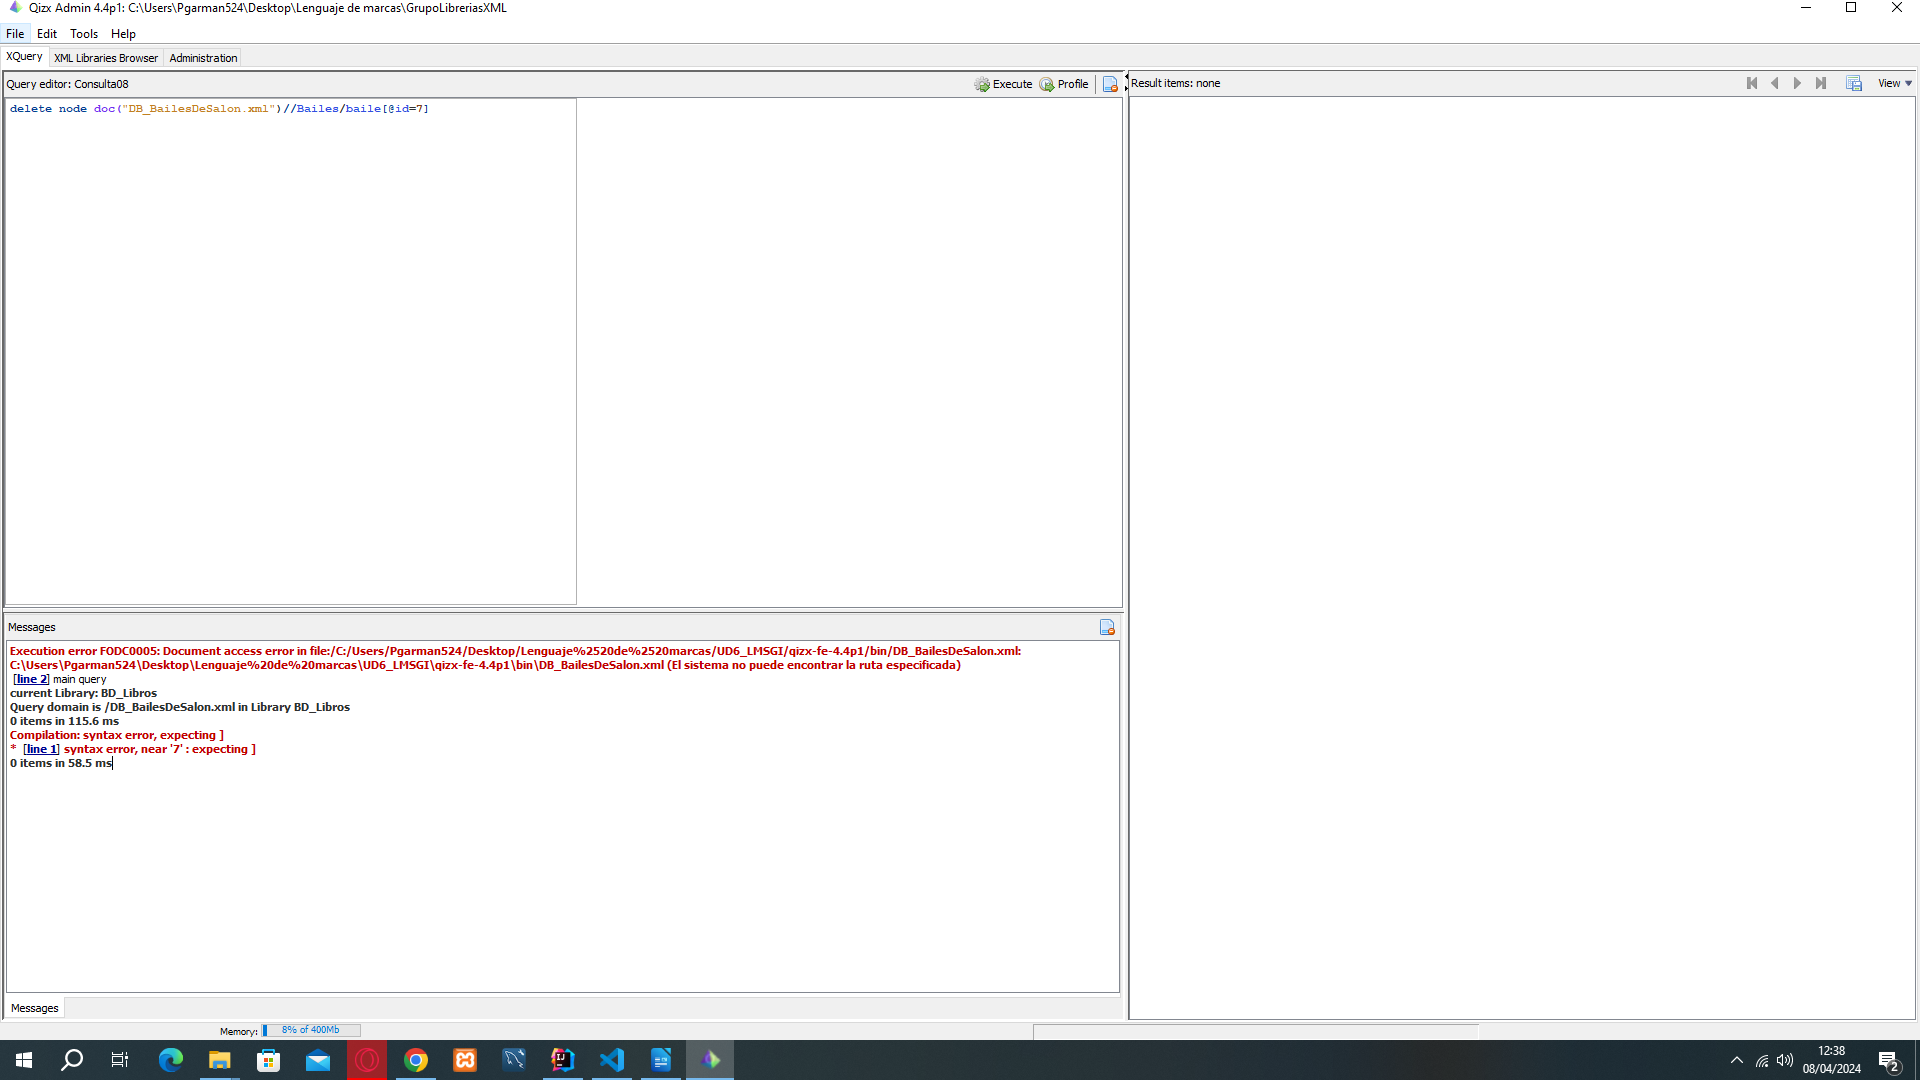 Qizx Admin 4.4p1: C:\Users\Pgarman524\Desktop\Lenguaje de marcas\GrupoLibreriasXML
File Edit Tools Help
XQuery XML Libraries Browser Administration
Query editor: Consulta08 Execute Profile
delete node doc("DB_BailesDeSalon.xml")//Bailes/baile[@id=7]
Result items: none View
Messages
Execution error FODC0005: Document access error in file:/C:/Users/Pgarman524/Desktop/Lenguaje%2520de%2520marcas/UD6_LMSGI/qizx-fe-4.4p1/bin/DB_BailesDeSalon.xml:
C:\Users\Pgarman524\Desktop\Lenguaje%20de%20marcas\UD6_LMSGI\qizx-fe-4.4p1\bin\DB_BailesDeSalon.xml (El sistema no puede encontrar la ruta especificada)
[line 2] main query
current Library: BD_Libros
Query domain is /DB_BailesDeSalon.xml in Library BD_Libros
0 items in 115.6 ms
Compilation: syntax error, expecting ]
* [line 1] syntax error, near '7' : expecting ]
0 items in 58.5 ms
Messages
Memory: 8% of 400Mb
IJ
12:38
08/04/2024
2